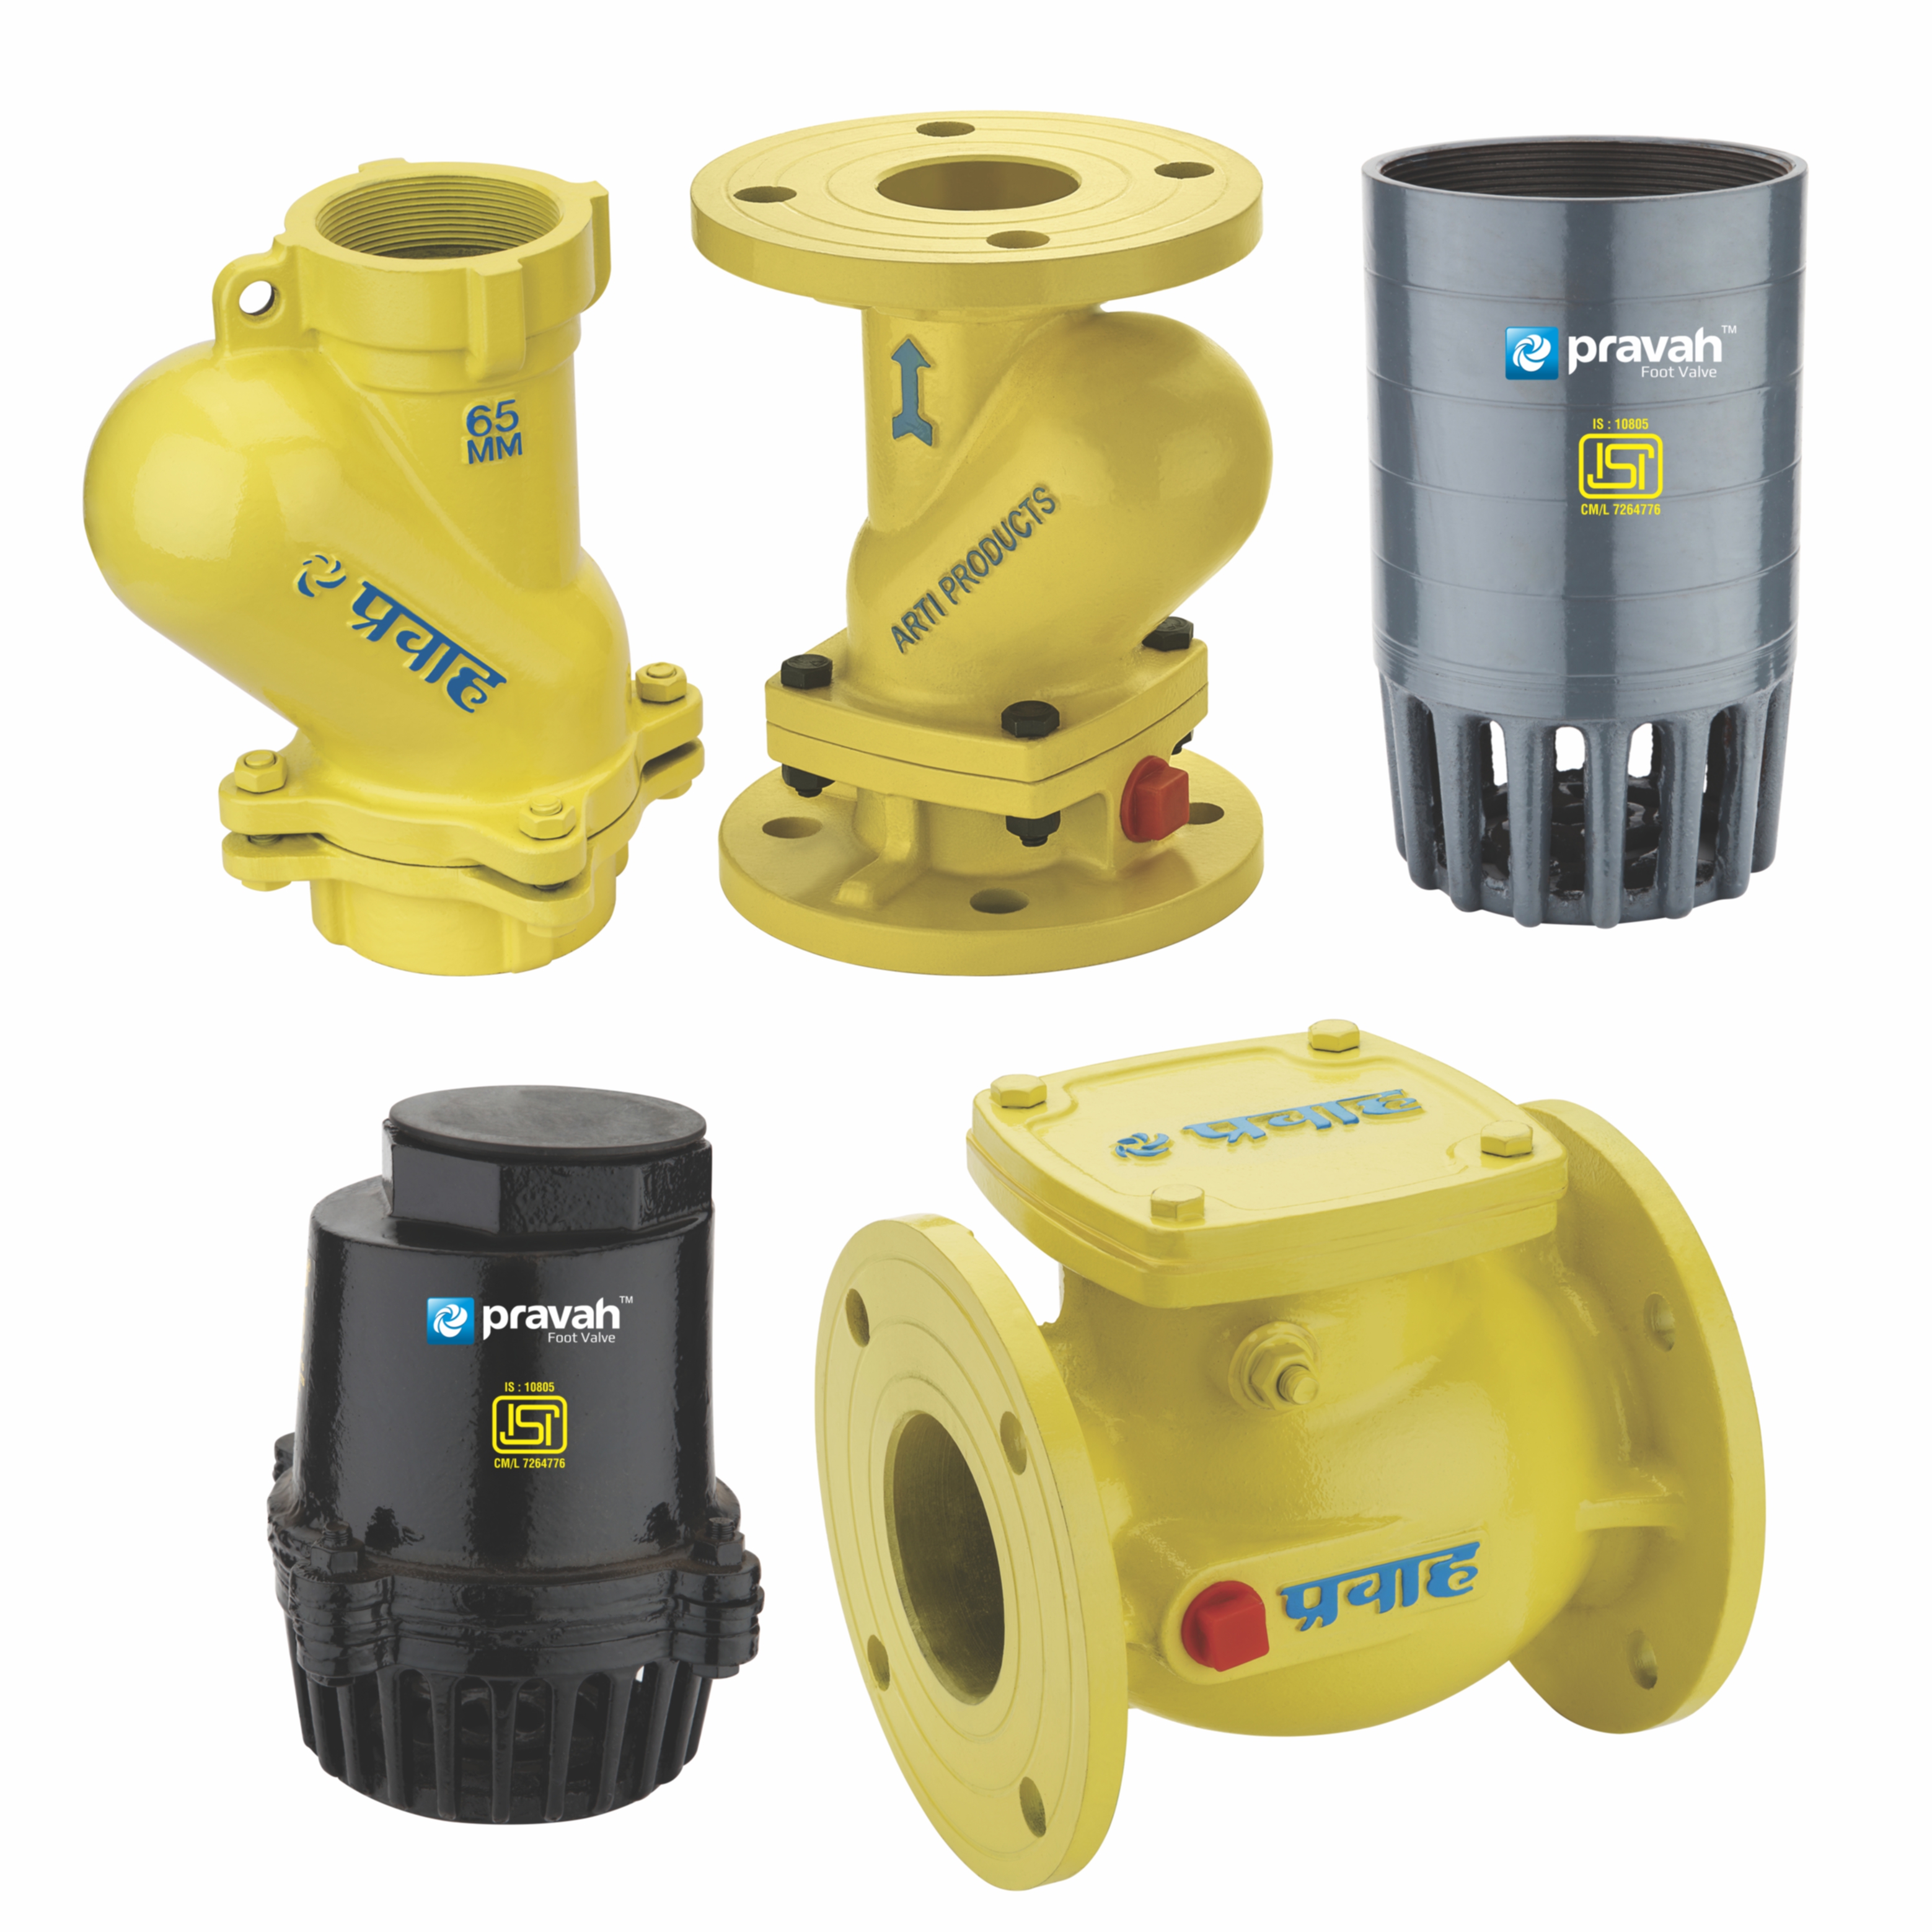 65
MM
प्रवाह
ARTI PRODUCTS
pravah™
Foot Valve
IS : 10805
ISI
CM/L 7264776
pravah™
Foot Valve
IS : 10805
ISI
CM/L 7264776
प्रवाह
प्रवाह